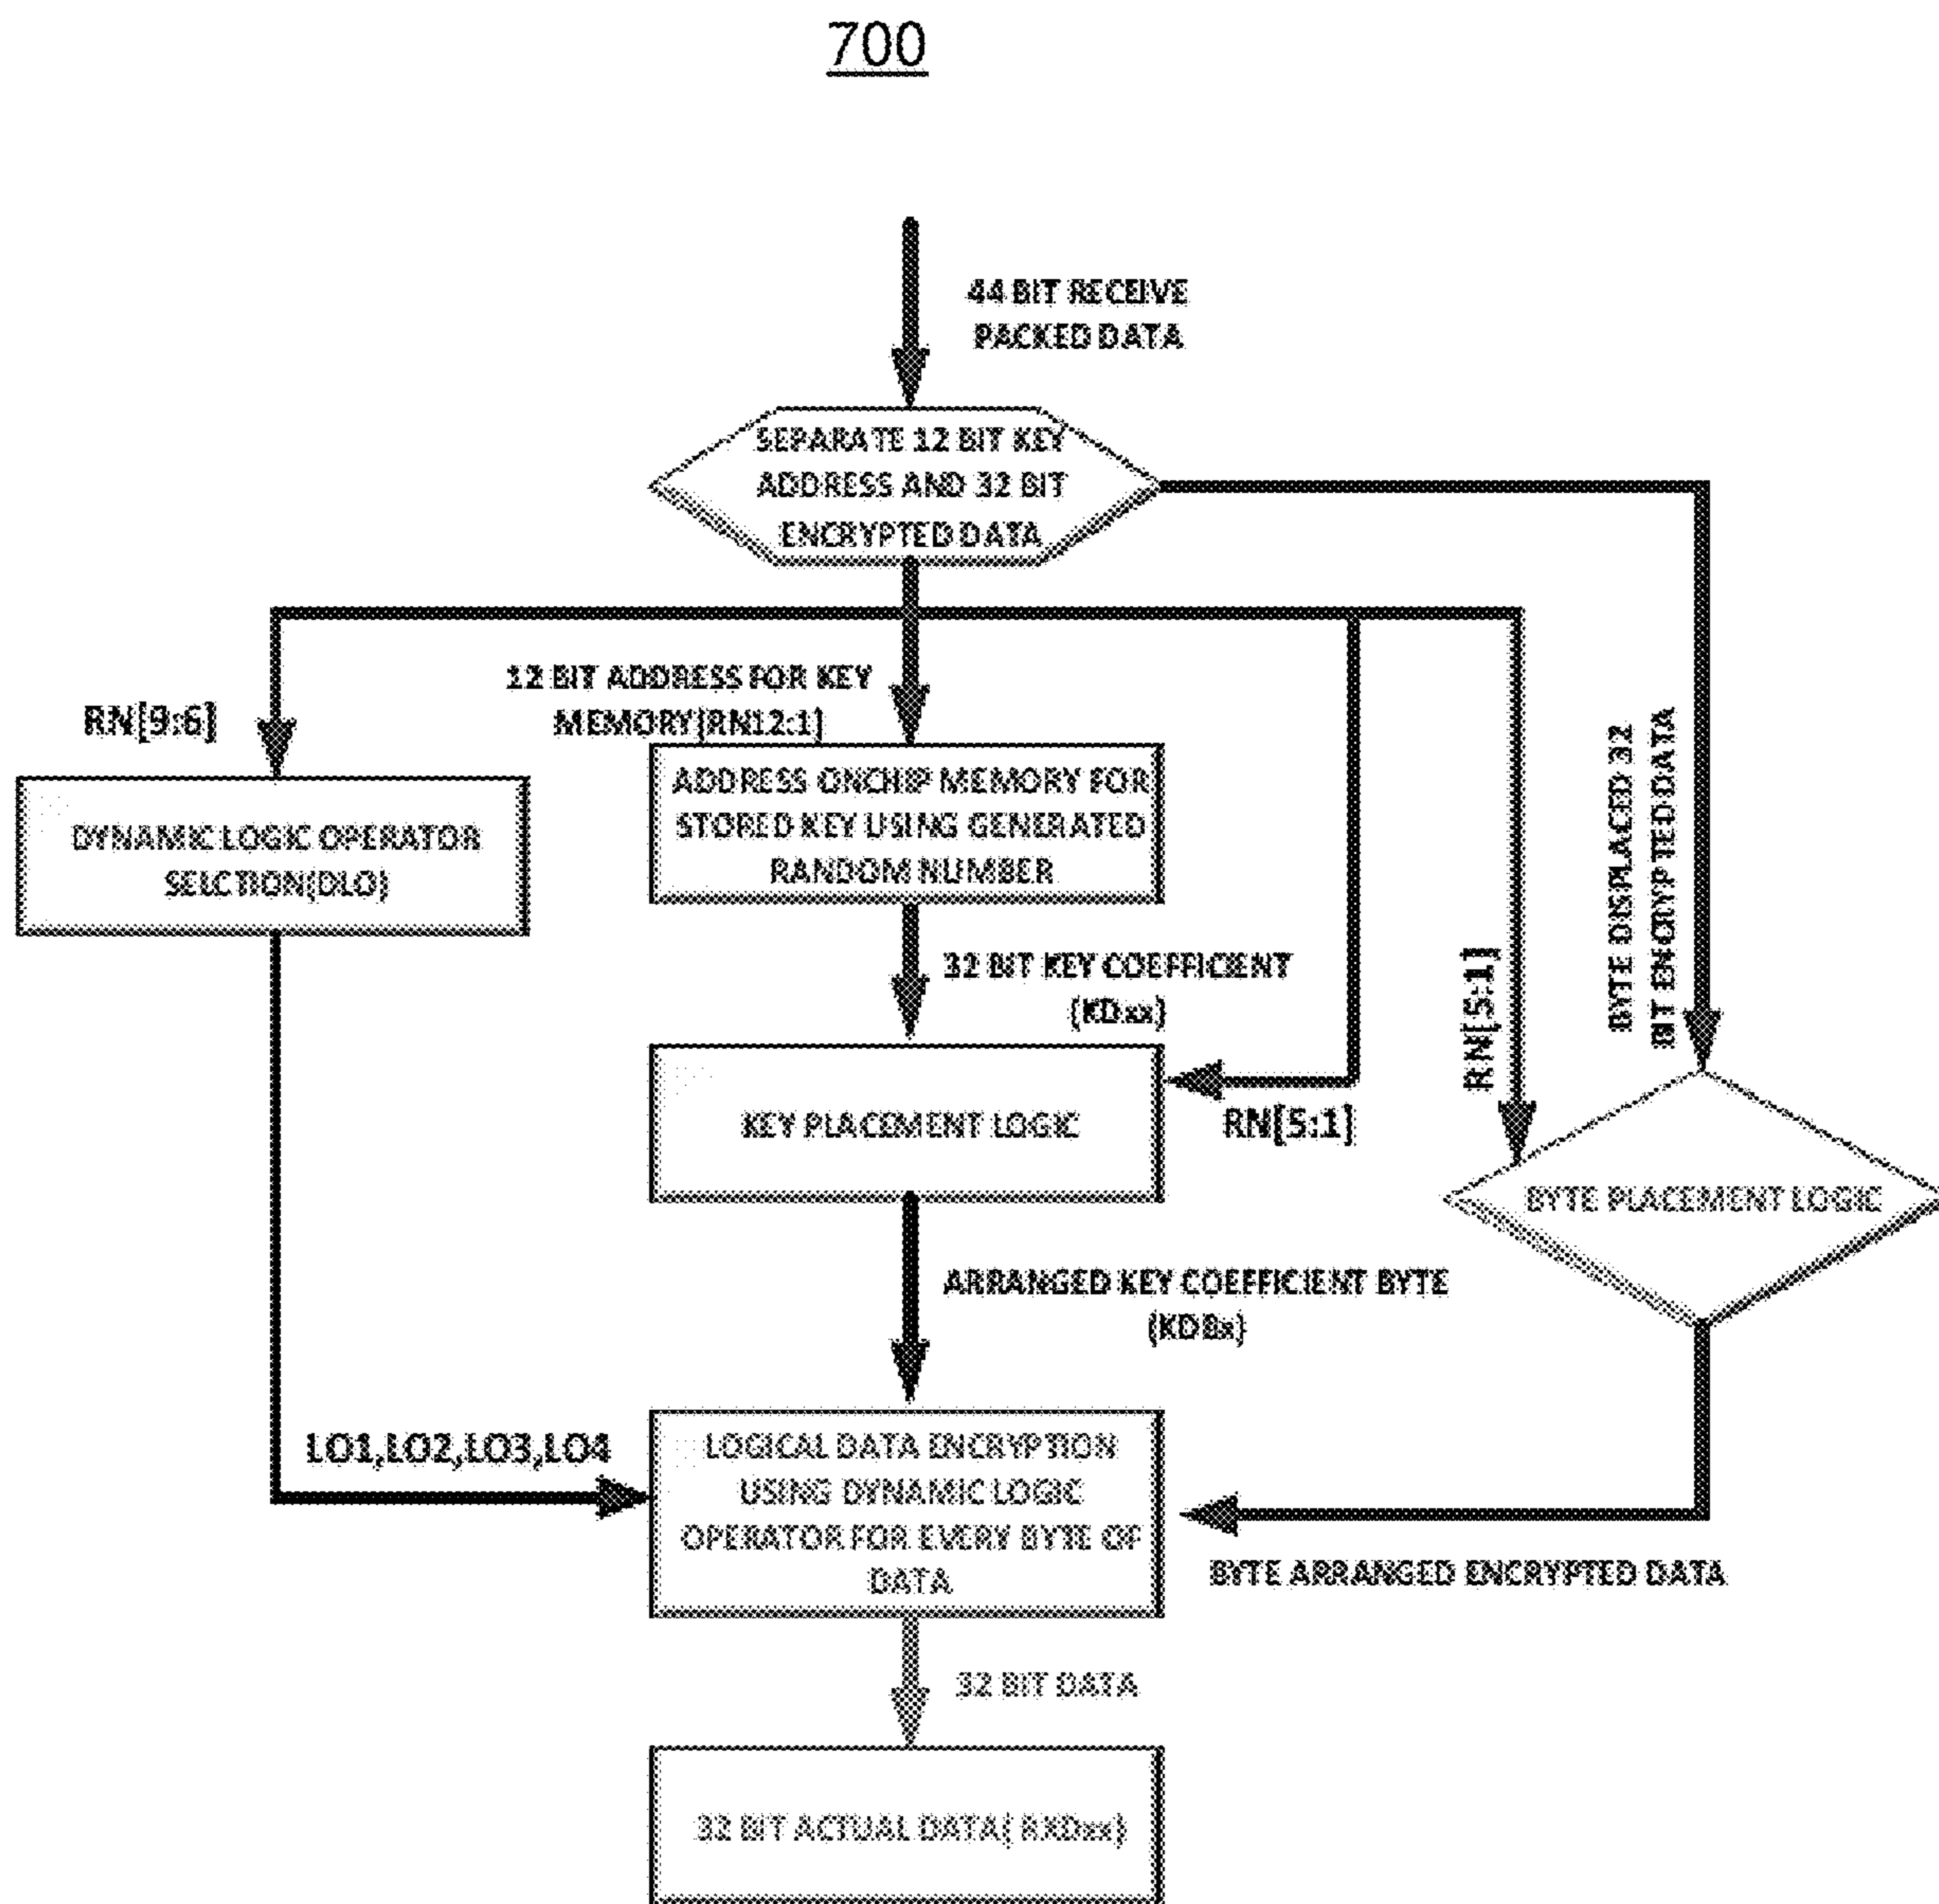 700
44 BIT RECEIVE
PACKED DATA
SEPARATE 12 BIT KEY
ADDRESS AND 32 BIT
ENCRYPTED DATA
12 BIT ADDRESS FOR KEY
MEMORY[RN12:1]
RN[9:6]
DYNAMIC LOGIC OPERATOR
SELCTION(DLO)
ADDRESS ONCHIP MEMORY FOR
STORED KEY USING GENERATED
RANDOM NUMBER
BYTE DISPLACED 32
BIT ENCRYPTED DATA
32 BIT KEY COEFFICIENT
(KDxx)
RN[5:1]
KEY PLACEMENT LOGIC
RN[5:1]
BYTE PLACEMENT LOGIC
ARRANGED KEY COEFFICIENT BYTE
(KDBx)
LO1,LO2,LO3,LO4
LOGICAL DATA ENCRYPTION
USING DYNAMIC LOGIC
OPERATOR FOR EVERY BYTE OF
DATA
BYTE ARRANGED ENCRYPTED DATA
32 BIT DATA
32 BIT ACTUAL DATA( RXDxx)